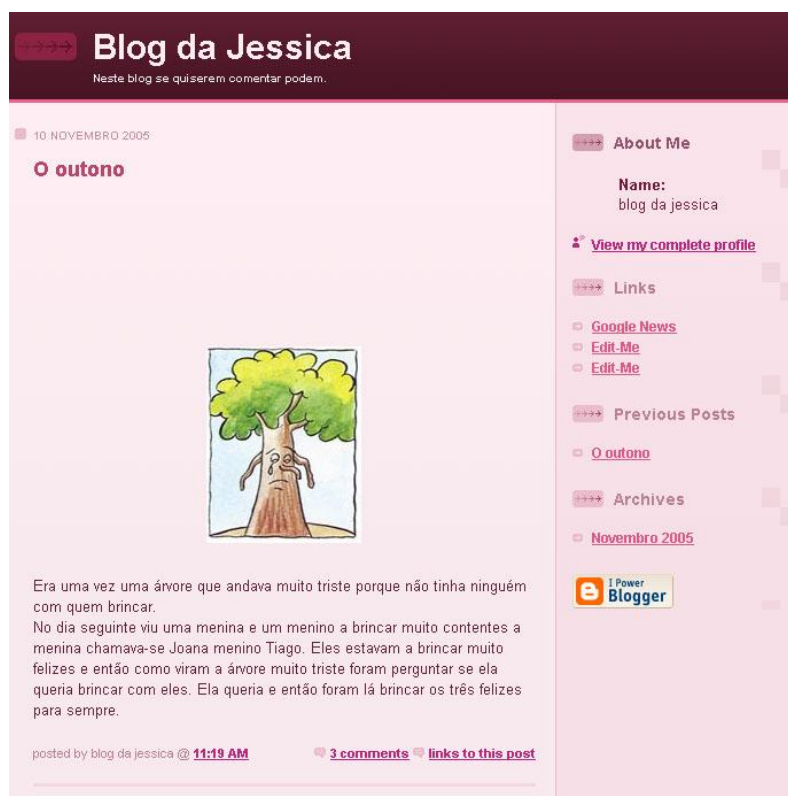 Blog da Jessica
Neste blog se quiserem comentar podem.
10 NOVEMBRO 2005
O outono
Era uma vez uma árvore que andava muito triste porque não tinha ninguém
com quem brincar.
No dia seguinte viu uma menina e um menino a brincar muito contentes a
menina chamava-se Joana menino Tiago. Eles estavam a brincar muito
felizes e então como viram a árvore muito triste foram perguntar se ela
queria brincar com eles. Ela queria e então foram lá brincar os três felizes
para sempre.
posted by blog da jessica @ 11:19 AM
3 comments links to this post
About Me
Name:
blog da jessica
View my complete profile
Links
Google News
Edit-Me
Edit-Me
Previous Posts
O outono
Archives
Novembro 2005
I Power
Blogger